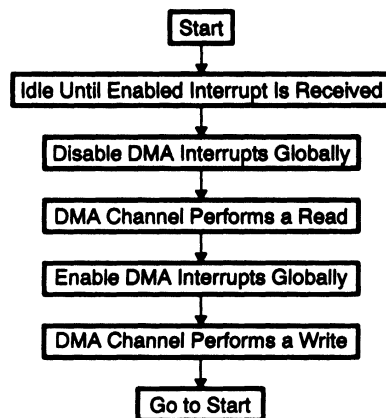 Start
Idle Until Enabled Interrupt Is Received
Disable DMA Interrupts Globally
DMA Channel Performs a Read
Enable DMA Interrupts Globally
DMA Channel Performs a Write
Go to Start